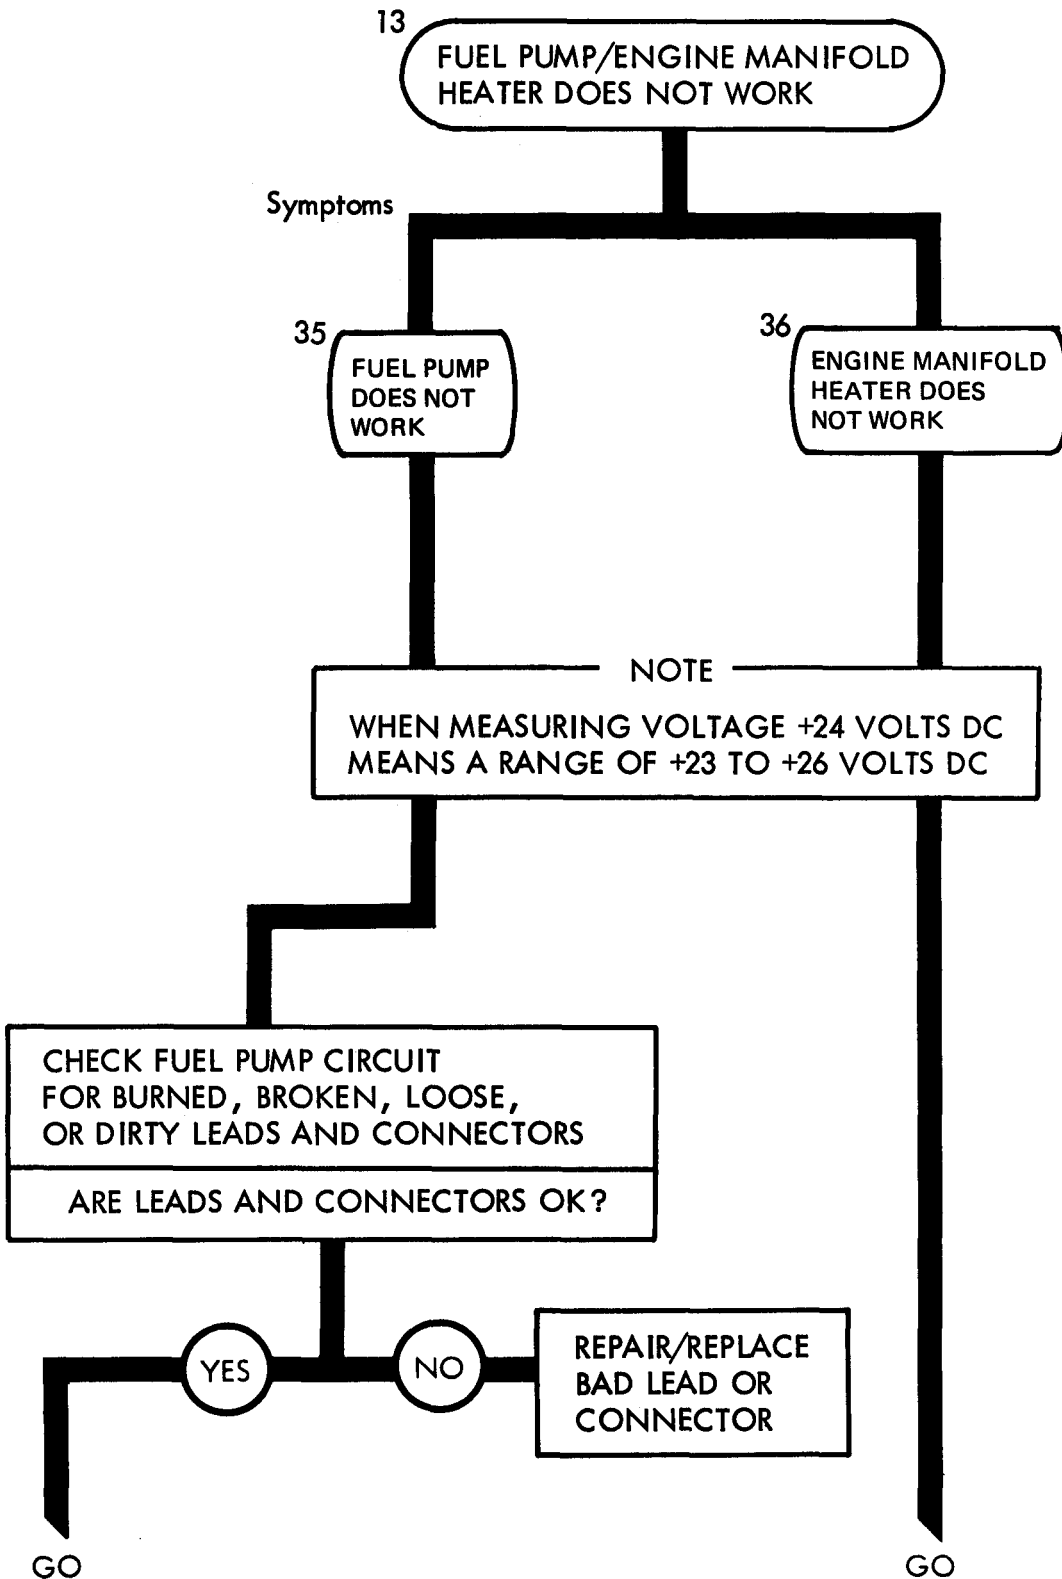 13
FUEL PUMP/ENGINE MANIFOLD
HEATER DOES NOT WORK
Symptoms
35
FUEL PUMP
DOES NOT
WORK
36
ENGINE MANIFOLD
HEATER DOES
NOT WORK
NOTE
WHEN MEASURING VOLTAGE +24 VOLTS DC
MEANS A RANGE OF +23 TO +26 VOLTS DC
CHECK FUEL PUMP CIRCUIT
FOR BURNED, BROKEN, LOOSE,
OR DIRTY LEADS AND CONNECTORS
ARE LEADS AND CONNECTORS OK?
YES
NO
REPAIR/REPLACE
BAD LEAD OR
CONNECTOR
GO
GO